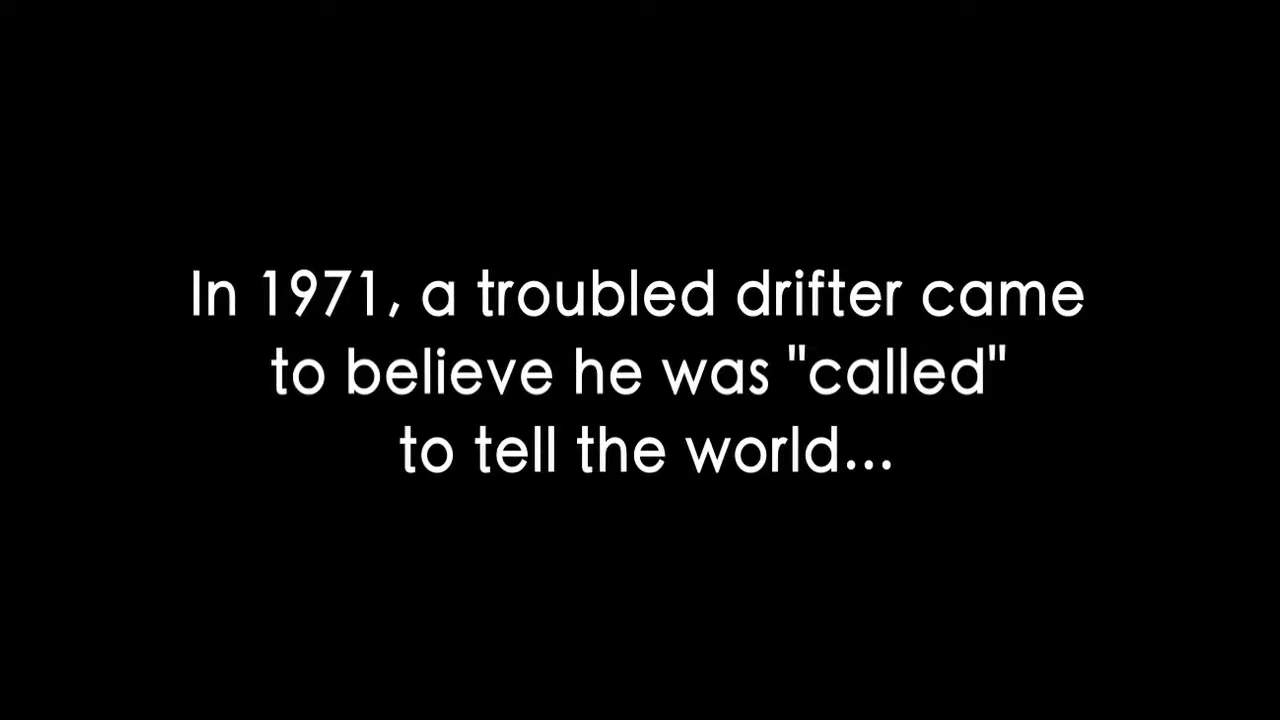 In 1971, a troubled drifter came
to believe he was "called"
to tell the world...